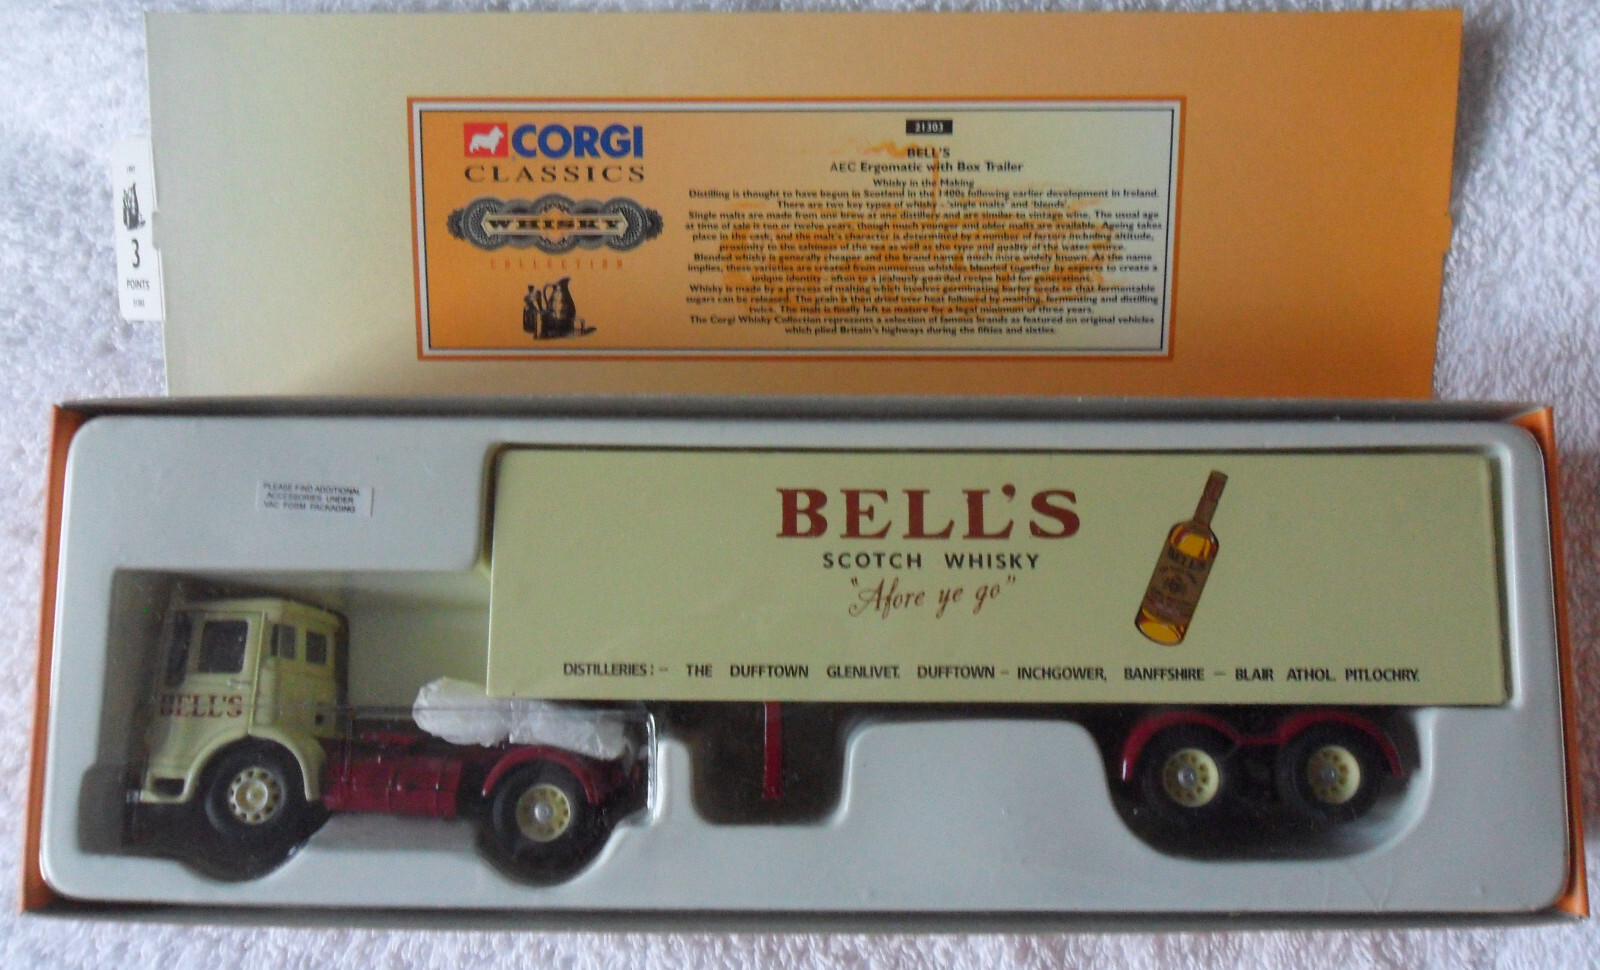 CORGI
CLASSICS
WHISKY
COLLECTION
21303
BELL'S
AEC Ergomatic with Box Trailer
Whisky in the Making
Distilling is thought to have begun in Scotland in the 1400s following earlier development in Ireland.
There are two key types of whisky - 'single malts' and 'blends'.
Single malts are made from one brew at one distillery and are similar to vintage wine. The usual age
at time of sale is ten or twelve years, though much younger and older malts are available. Ageing takes
place in the cask, and the malt's character is determined by a number of factors including altitude,
proximity to the saltiness of the sea as well as the type and quality of the water source.
Blended whisky is generally cheaper and the brand names much more widely known. As the name
implies, these varieties are created from numerous whiskies blended together by experts to create a
unique identity - often to a jealously guarded recipe held for generations.
Whisky is made by a process of malting which involves germinating barley seeds so that fermentable
sugars can be released. The grain is then dried over heat followed by mashing, fermenting and distilling
twice. The malt is finally left to mature for a legal minimum of three years.
The Corgi Whisky Collection represents a selection of famous brands as featured on original vehicles
which plied Britain's highways during the fifties and sixties.
3
POINTS
PLEASE FIND ADDITIONAL
ACCESSORIES UNDER
VAC FORM PACKAGING
BELL'S
SCOTCH WHISKY
"Afore ye go"
BELL'S
DISTILLERIES:- THE DUFFTOWN GLENLIVET. DUFFTOWN - INCHGOWER, BANFFSHIRE - BLAIR ATHOL. PITLOCHRY.
BELL'S